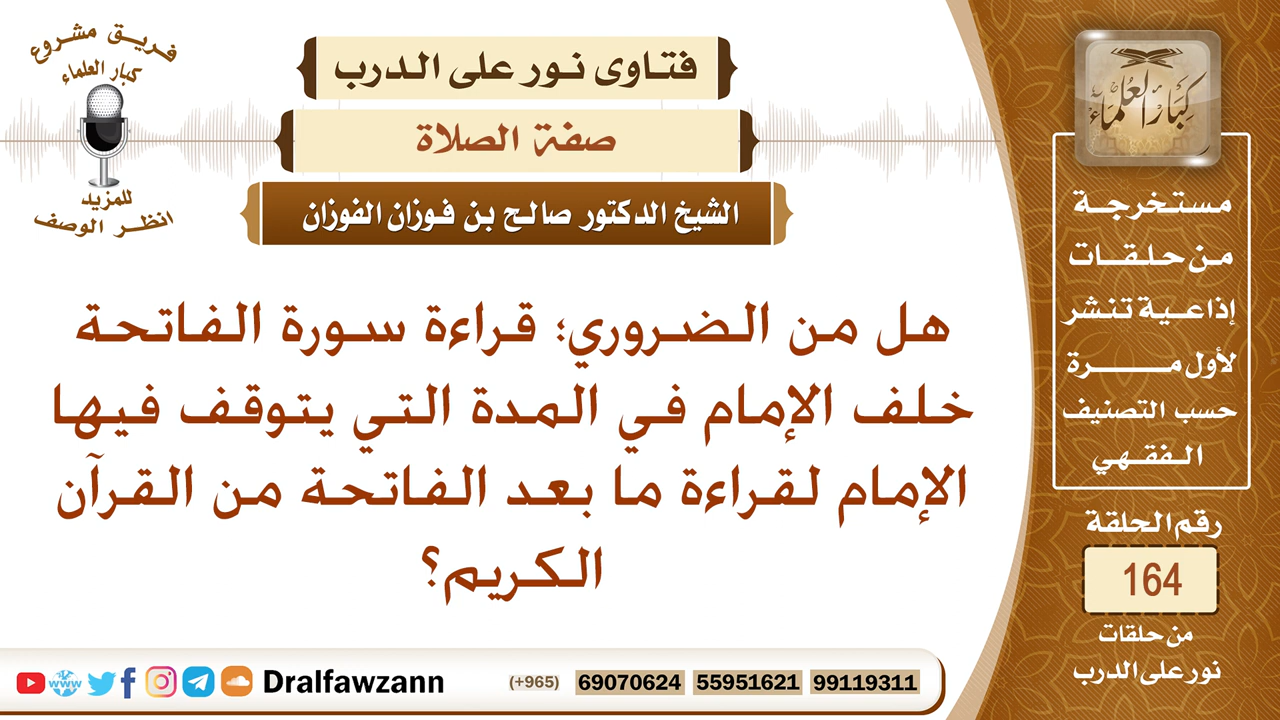 فريق مشروع
كبار العلماء
للمزيد
انظر الوصف
فتاوى نور على الدرب
صفة الصلاة
الشيخ الدكتور صالح بن فوزان الفوزان
هل من الضروري؛ قراءة سورة الفاتحة
خلف الإمام في المدة التي يتوقف فيها
الإمام لقراءة ما بعد الفاتحة من القرآن
الكريم؟
كبار العلماء
مستخرجة
من حلقات
إذاعية تنشر
لأول مرة
حسب التصنيف
الفقهي
رقم الحلقة
164
من حلقات
نور على الدرب
www Dralfawzann (+965) 69070624 55951621 99119311